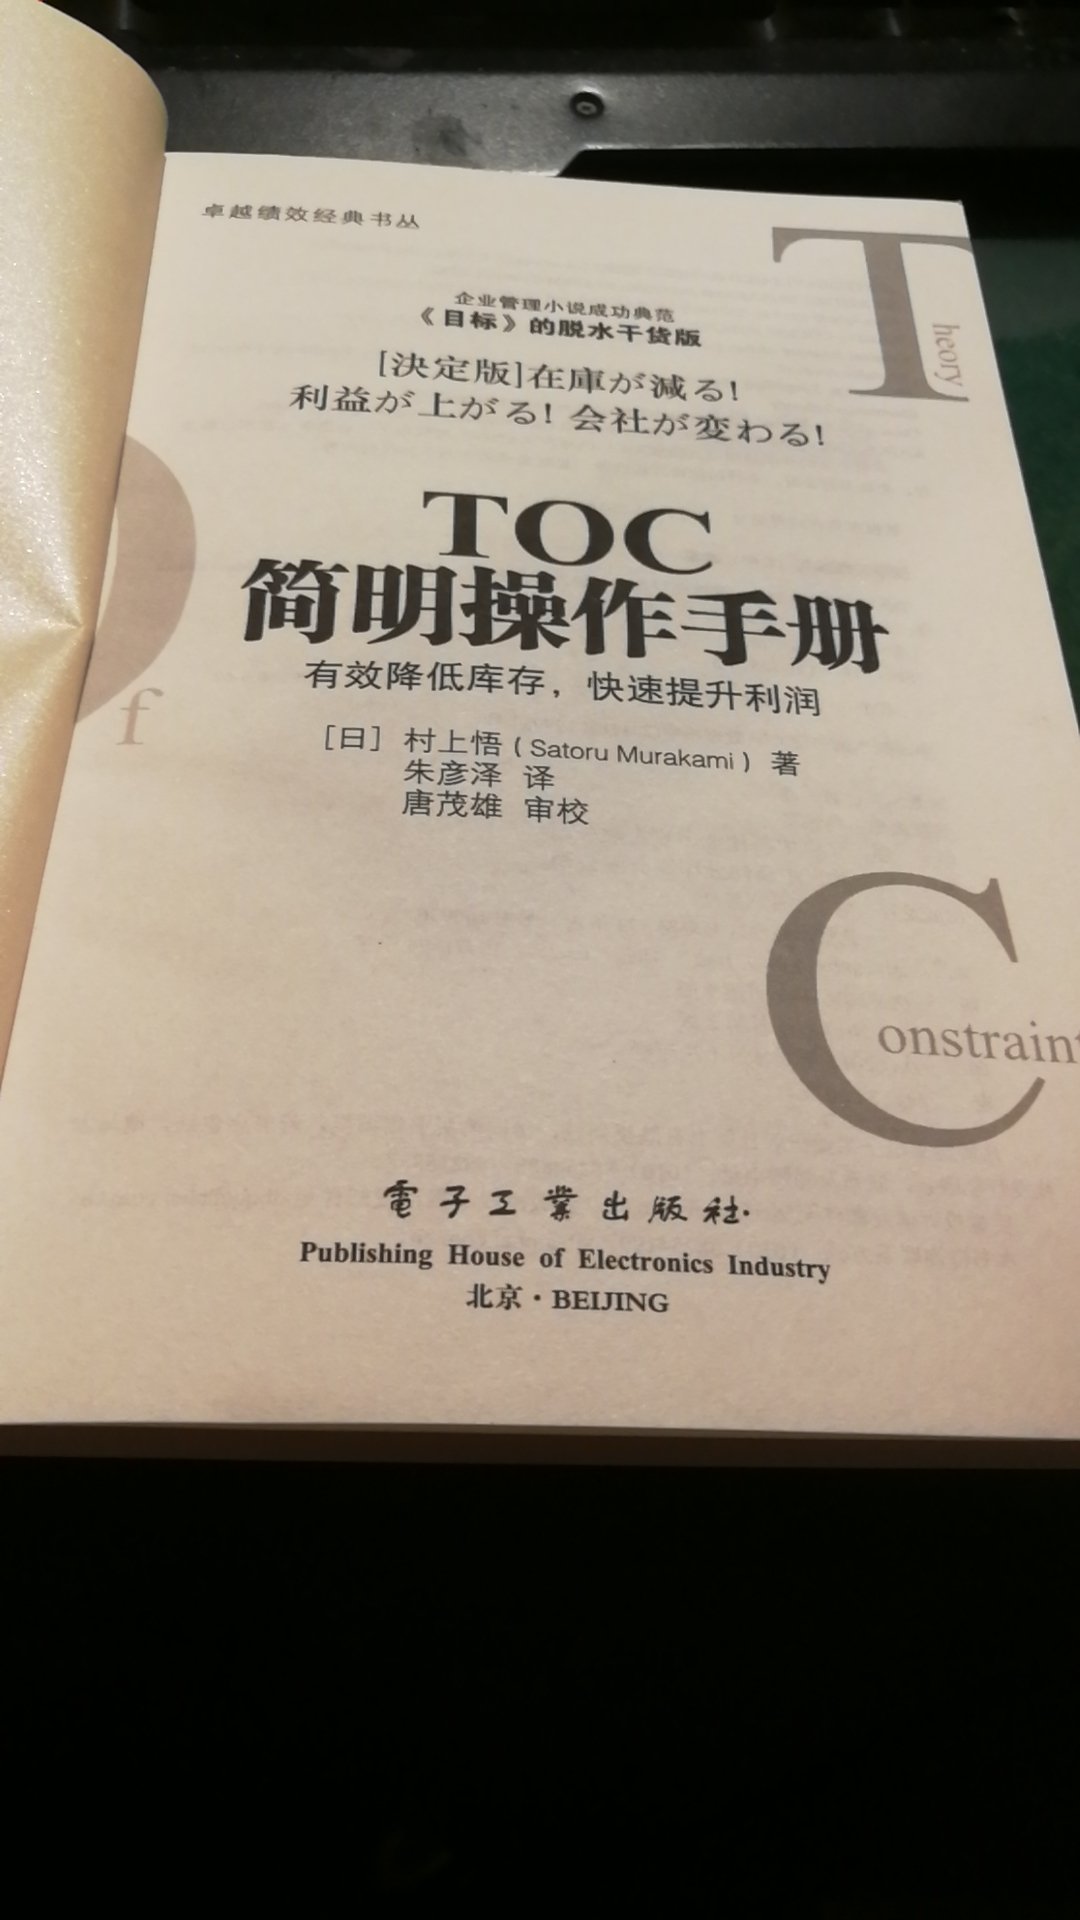 卓越绩效经典书丛
企业管理小说成功典范
《目标》的脱水干货版
[決定版]在庫が減る!
利益が上がる!会社が変わる!
Theory
TOC
简明操作手册
有效降低库存，快速提升利润
of
[日] 村上悟(Satoru Murakami) 著
朱彦泽 译
唐茂雄 审校
Constraint
電子工業出版社·
Publishing House of Electronics Industry
北京·BEIJING